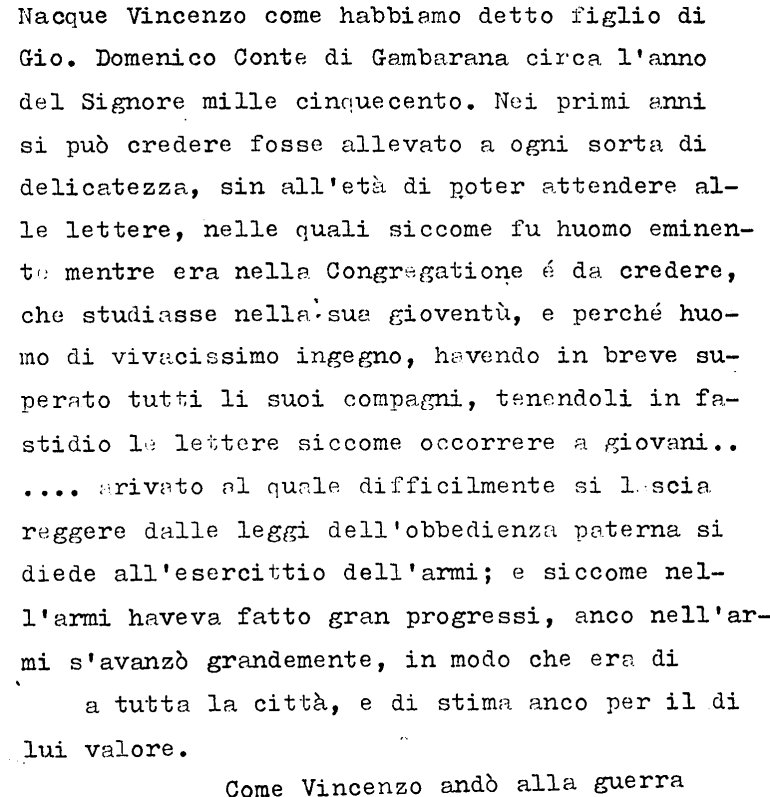 Nacque Vincenzo come habbiamo detto figlio di
Gio. Domenico Conte di Gambarana circa l'anno
del Signore mille cinquecento. Nei primi anni
si può credere fosse allevato a ogni sorta di
delicatezza, sin all'età di poter attendere al-
le lettere, nelle quali siccome fu huomo eminen-
te mentre era nella Congregatione é da credere,
che studiasse nella sua gioventù, e perché huo-
mo di vivacissimo ingegno, havendo in breve su-
perato tutti li suoi compagni, tenendoli in fa-
stidio le lettere siccome occorrere a giovani..
.... arivato al quale difficilmente si lascia
reggere dalle leggi dell'obbedienza paterna si
diede all'esercittio dell'armi; e siccome nel-
l'armi haveva fatto gran progressi, anco nell'ar-
mi s'avanzò grandemente, in modo che era di
a tutta la città, e di stima anco per il di
lui valore.
Come Vincenzo andò alla guerra